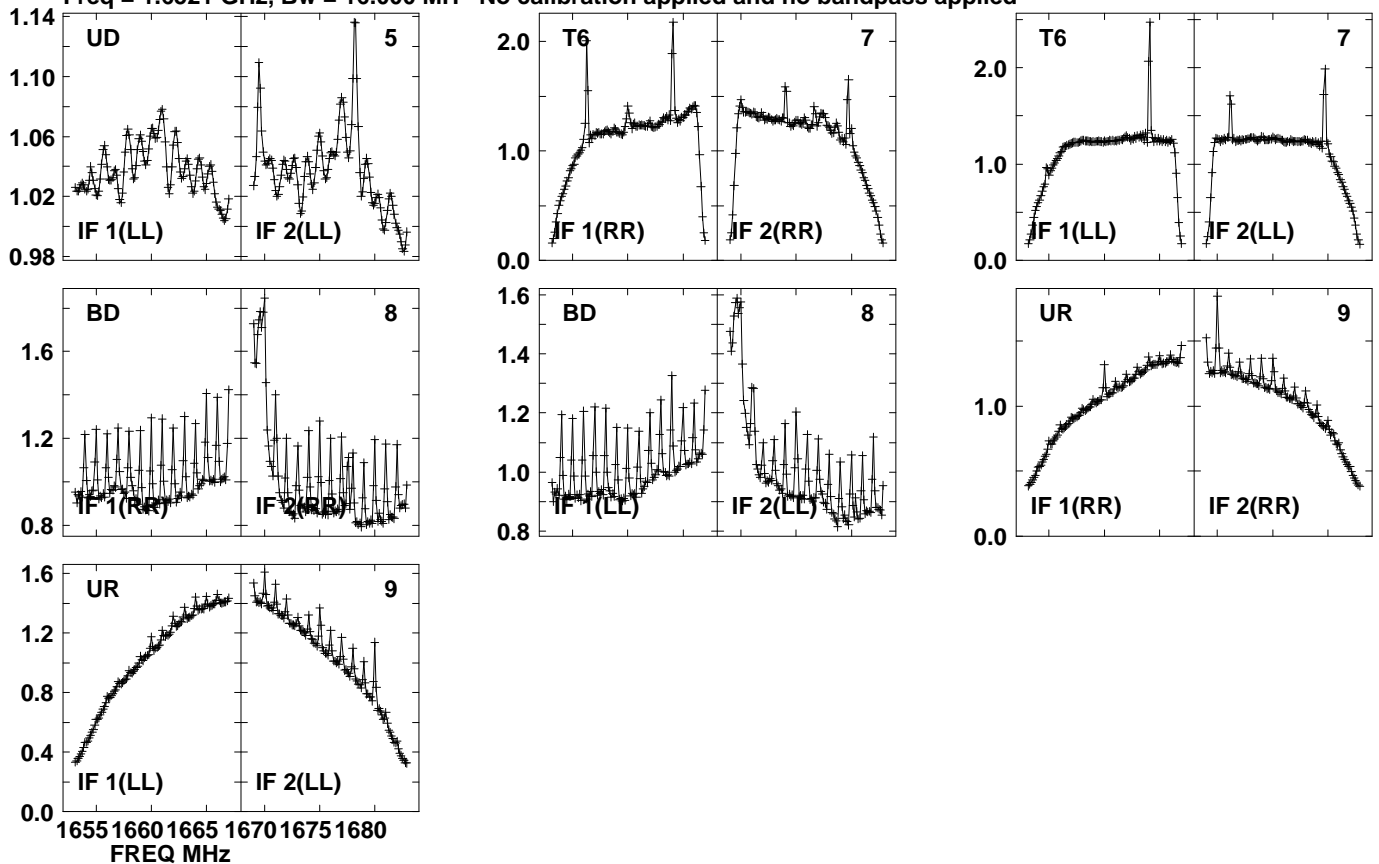 Freq = GHz, Bw = 16.000 MH No calibration applied and no bandpass applied
UD 5
1.14
1.10
1.06
1.02
0.98
IF 1(LL) IF 2(LL)
T6 7
2.0
1.0
0.0
IF 1(RR) IF 2(RR)
T6 7
2.0
1.0
0.0
IF 1(LL) IF 2(LL)
BD 8
1.6
1.2
0.8
IF 1(RR) IF 2(RR)
BD 8
1.6
1.4
1.2
1.0
0.8
IF 1(LL) IF 2(LL)
UR 9
1.0
0.0
IF 1(RR) IF 2(RR)
UR 9
1.6
1.2
0.8
0.4
0.0
IF 1(LL) IF 2(LL)
1655 1660 1665 1670 1675 1680
FREQ MHz